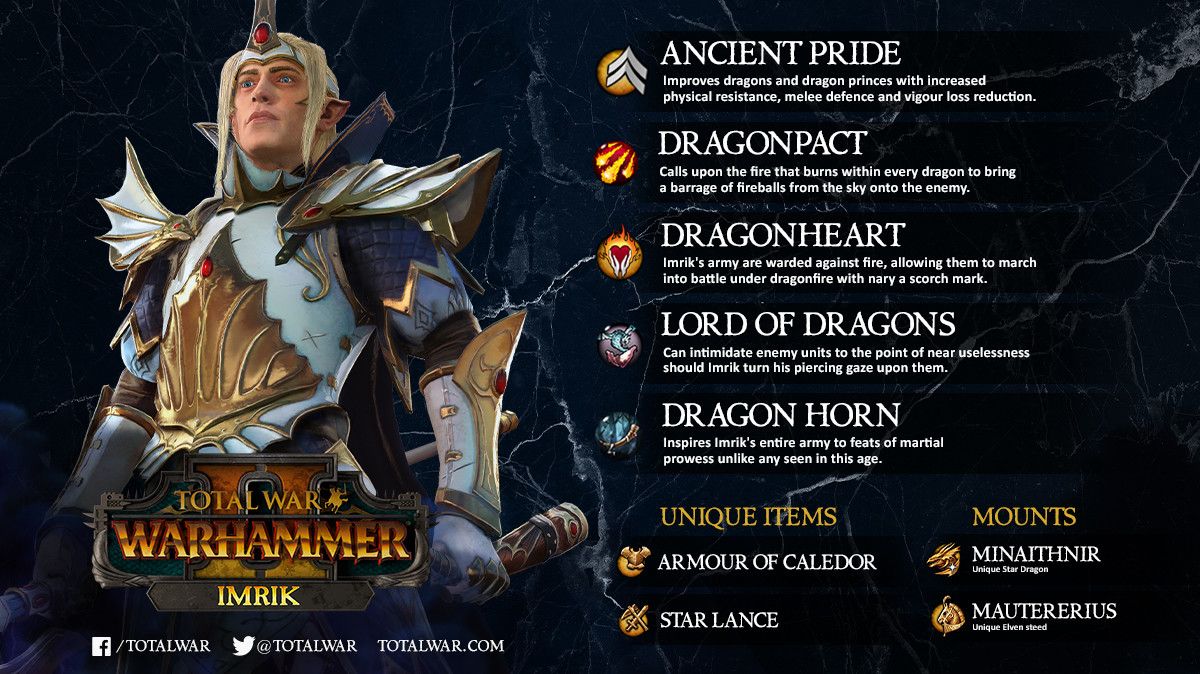 ANCIENT PRIDE
Improves dragons and dragon princes with increased
physical resistance, melee defence and vigour loss reduction.
DRAGONPACT
Calls upon the fire that burns within every dragon to bring
a barrage of fireballs from the sky onto the enemy.
DRAGONHEART
Imrik's army are warded against fire, allowing them to march
into battle under dragonfire with nary a scorch mark.
LORD OF DRAGONS
Can intimidate enemy units to the point of near uselessness
should Imrik turn his piercing gaze upon them.
DRAGON HORN
Inspires Imrik's entire army to feats of martial
prowess unlike any seen in this age.
UNIQUE ITEMS
ARMOUR OF CALEDOR
STAR LANCE
MOUNTS
MINAITHNIR
Unique Star Dragon
MAUTERERIUS
Unique Elven steed
TOTAL WAR
WARHAMMER
II
IMRIK
/TOTALWAR @TOTALWAR TOTALWAR.COM